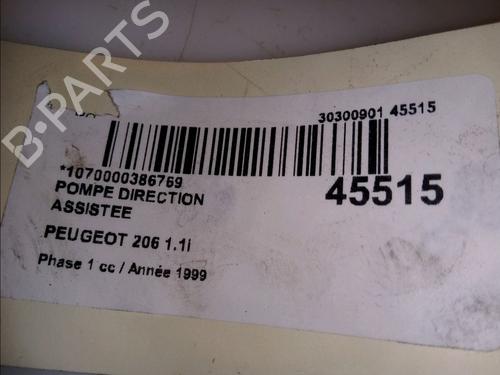 B-PARTS
30300901 45515
*1070000386769
45515
POMPE DIRECTION
ASSISTEE
PEUGEOT 206 1.1i
Phase 1 cc / Année 1999